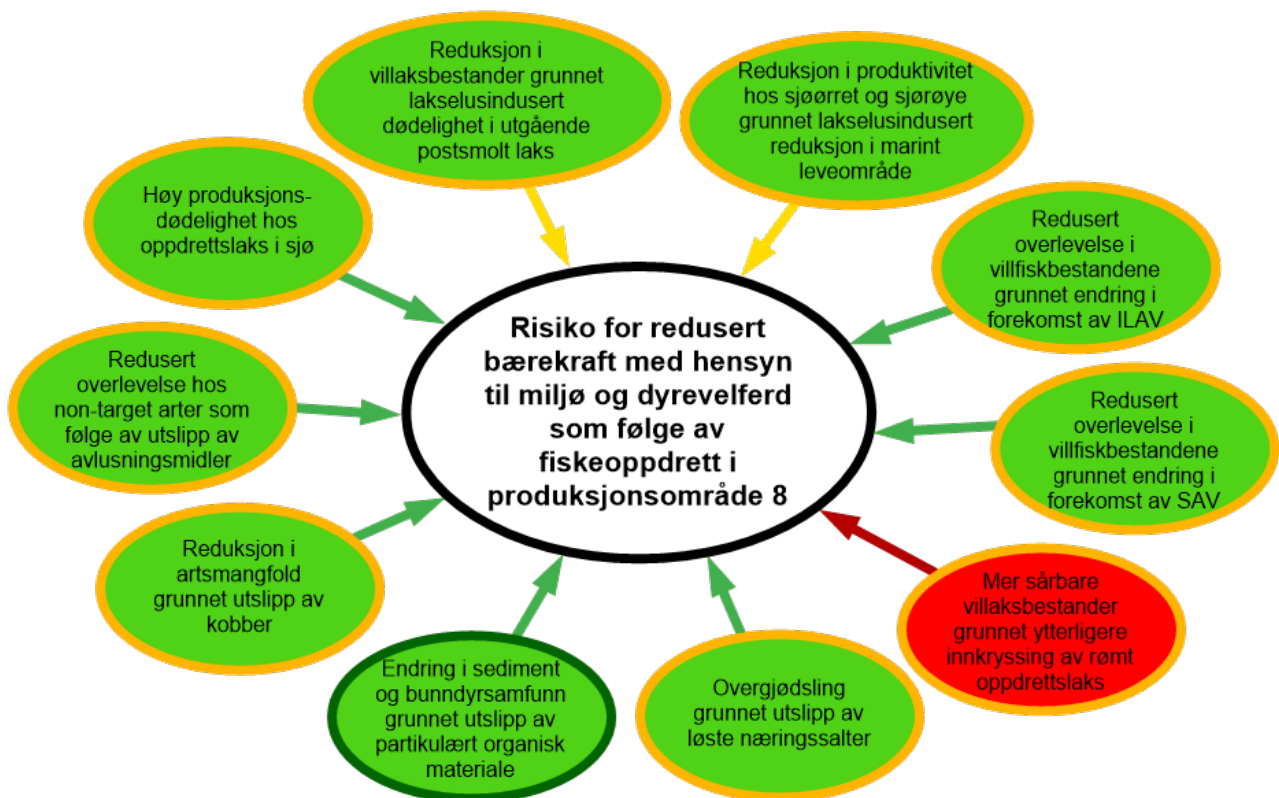 Reduksjon i
villaksbestander grunnet
lakselusindusert
dødelighet i utgående
postsmolt laks
Reduksjon i produktivitet
hos sjøørret og sjørøye
grunnet lakselusindusert
reduksjon i marint
leveområde
Høy produksjons-
dødelighet hos
oppdrettslaks i sjø
Redusert
overlevelse i
villfiskbestandene
grunnet endring i
forekomst av ILAV
Risiko for redusert
bærekraft med hensyn
til miljø og dyrevelferd
som følge av
fiskeoppdrett i
produksjonsområde 8
Redusert
overlevelse hos
non-target arter som
følge av utslipp av
avlusningsmidler
Redusert
overlevelse i
villfiskbestandene
grunnet endring i
forekomst av SAV
Reduksjon i
artsmangfold
grunnet utslipp av
kobber
Mer sårbare
villaksbestander
grunnet ytterligere
innkryssing av rømt
oppdrettslaks
Endring i sediment
og bunndyrsamfunn
grunnet utslipp av
partikulært organisk
materiale
Overgjødsling
grunnet utslipp av
løste næringssalter